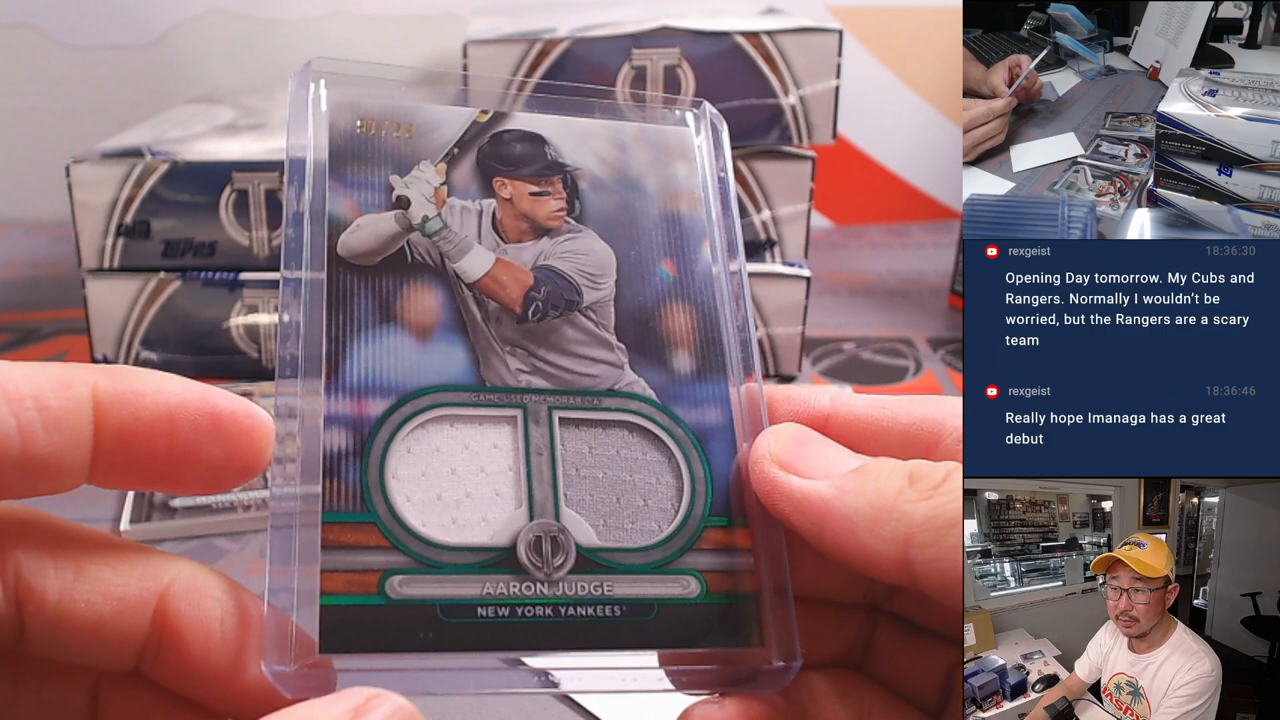 TOPPS
GAME-USED MEMORABILIA
AARON JUDGE
NEW YORK YANKEES
rexgeist 18:36:30
Opening Day tomorrow. My Cubs and
Rangers. Normally I wouldn't be
worried, but the Rangers are a scary
team
rexgeist 18:36:46
Really hope Imanaga has a great
debut